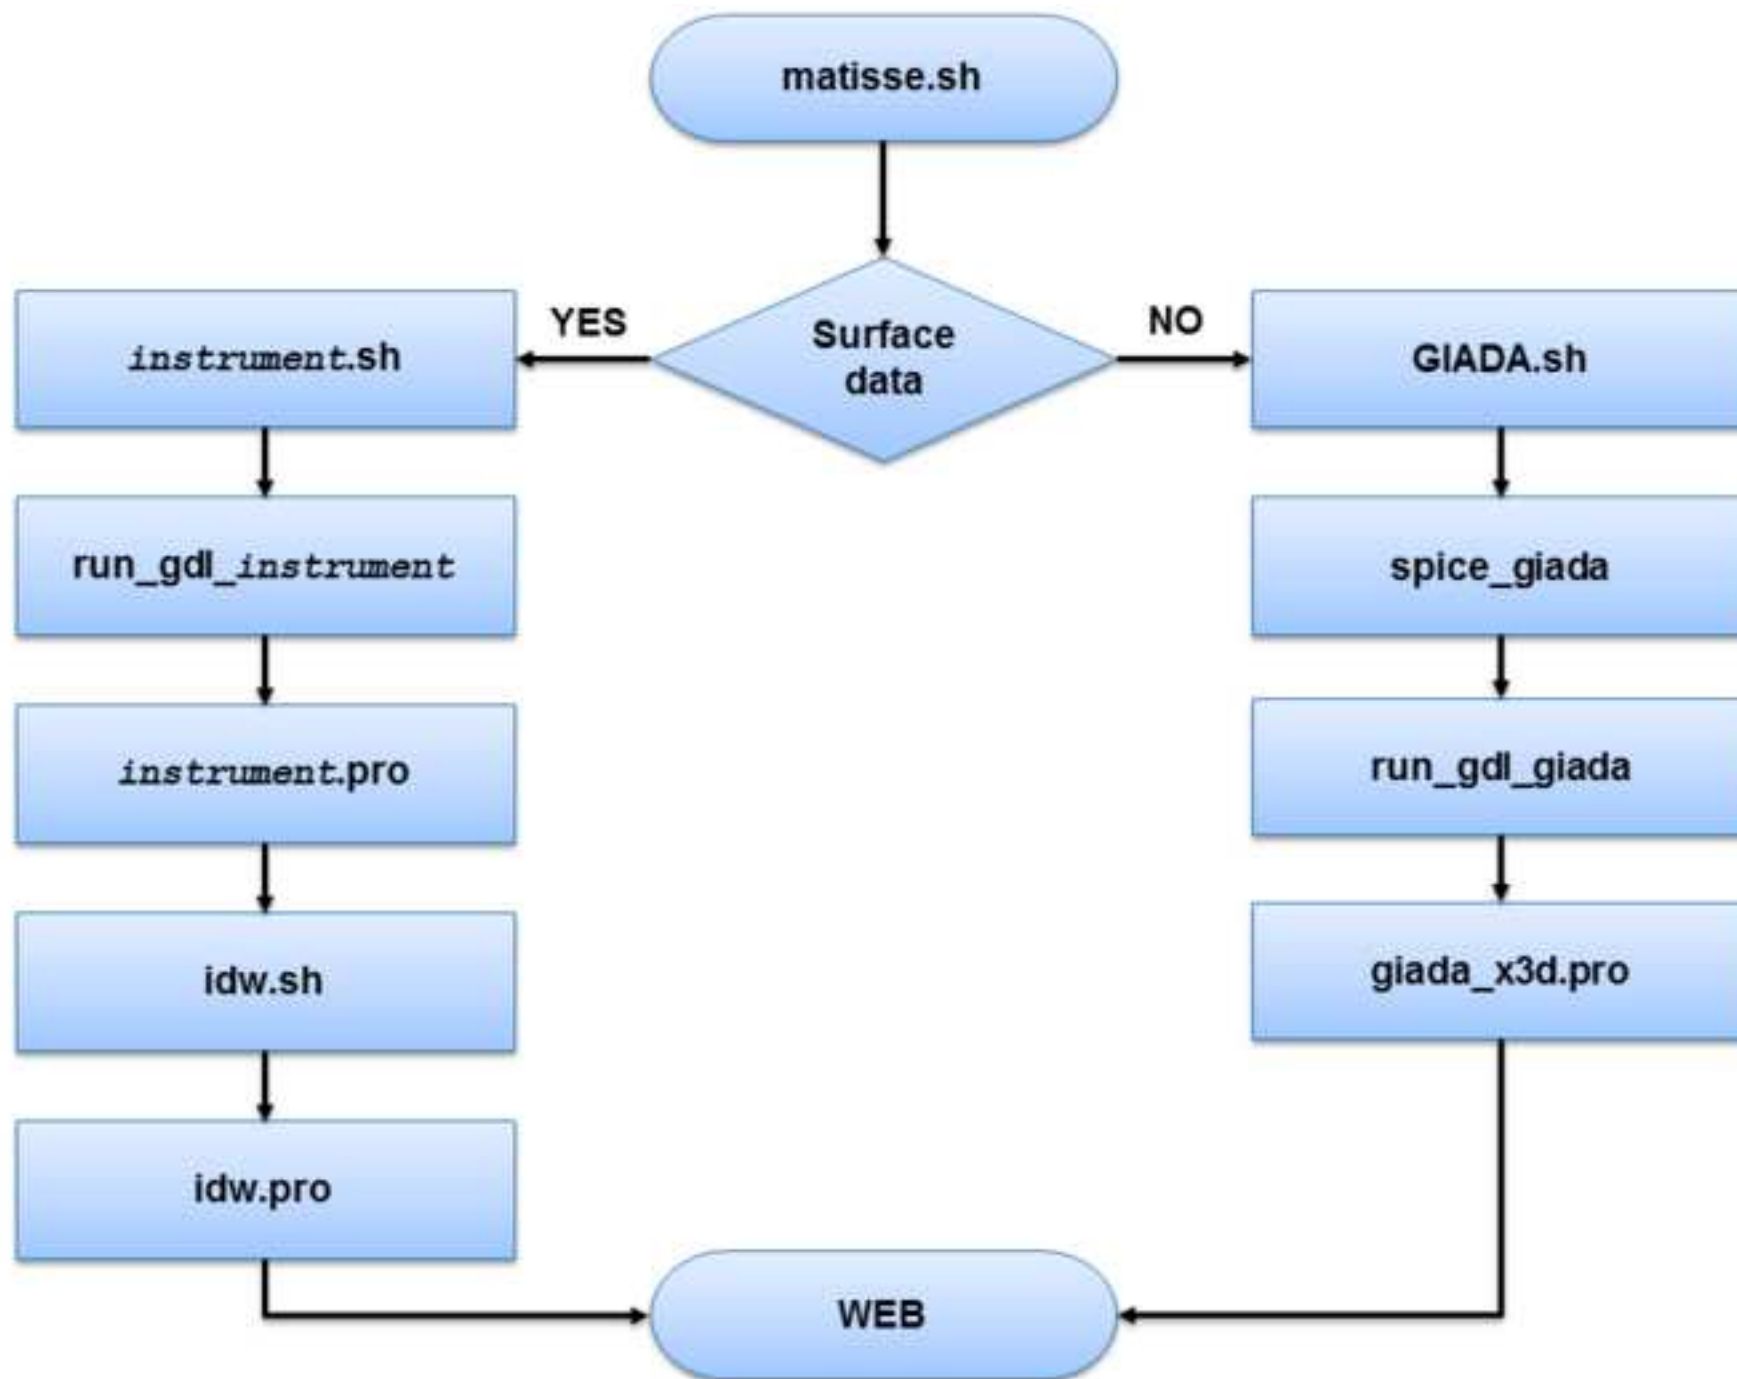 matisse.sh
Surface
data
YES
NO
instrument.sh
run_gdl_instrument
instrument.pro
idw.sh
idw.pro
GIADA.sh
spice_giada
run_gdl_giada
giada_x3d.pro
WEB